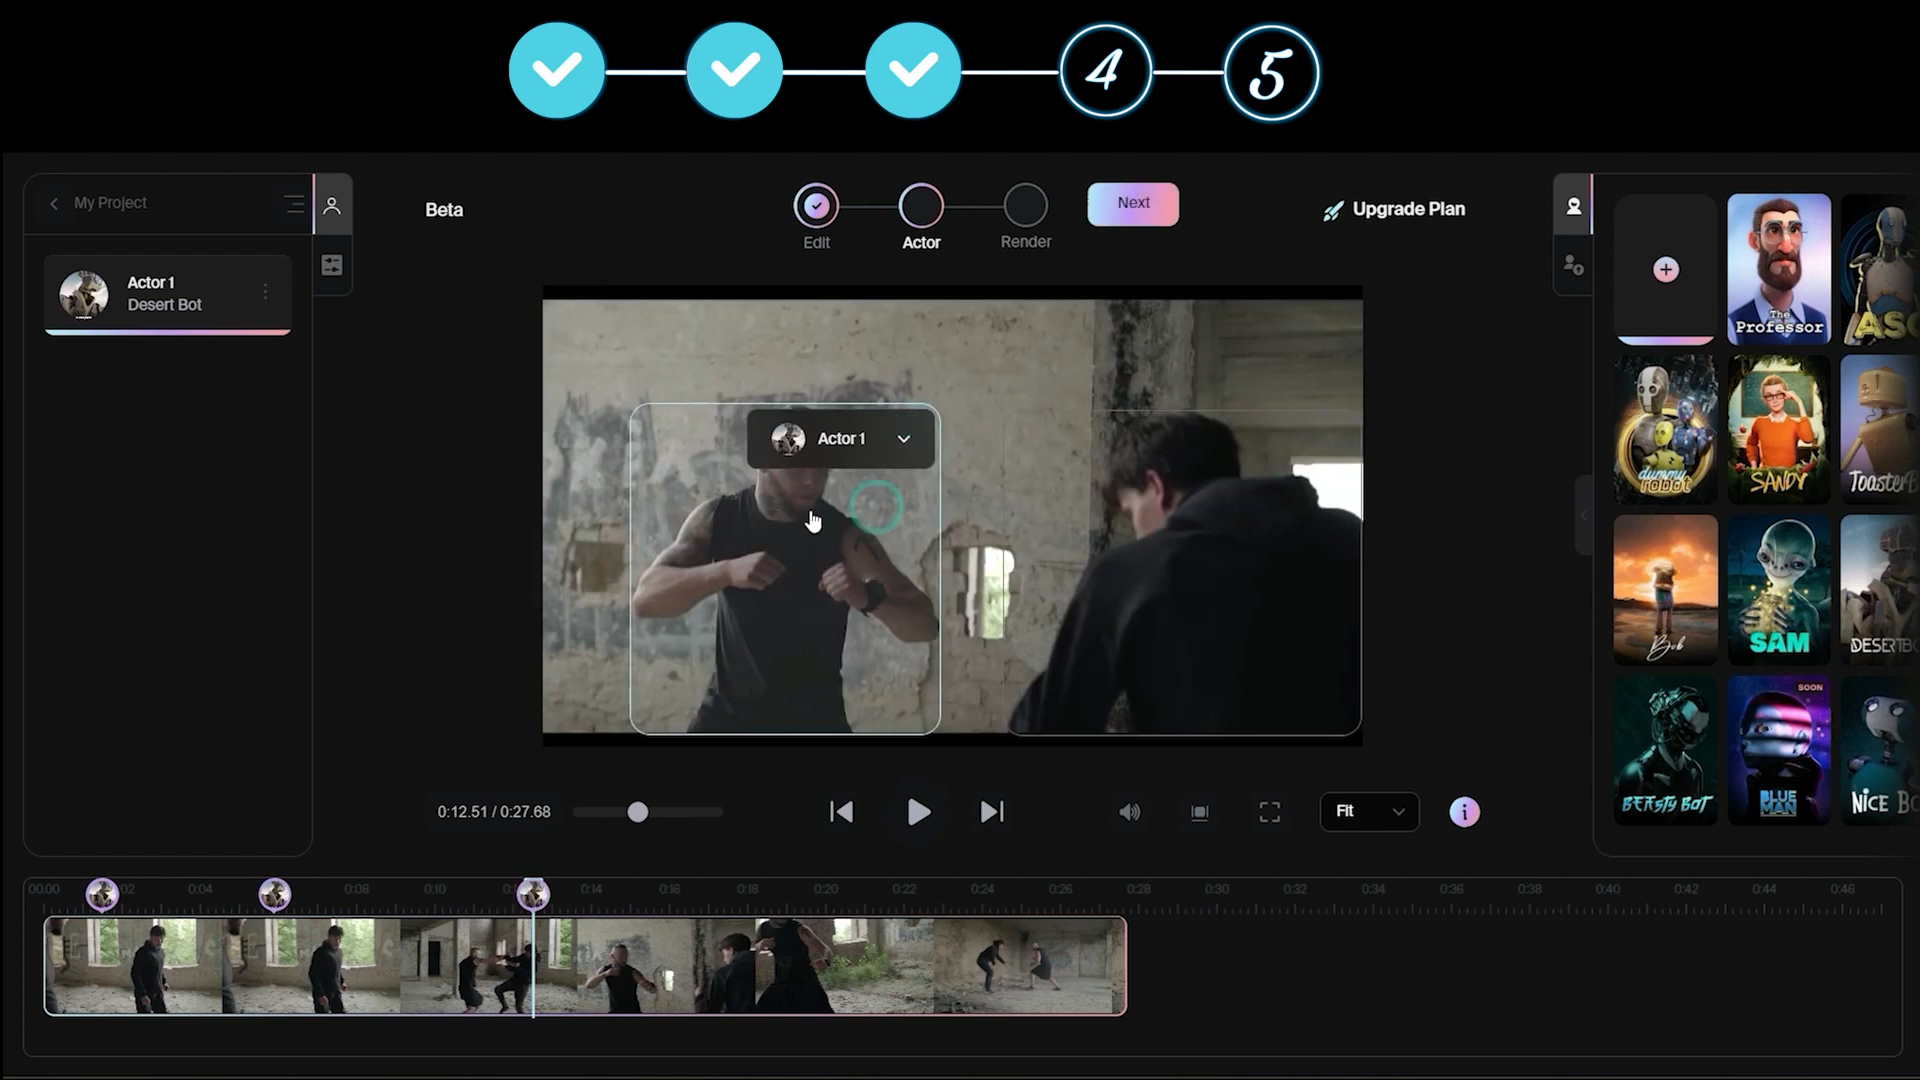 4
5
My Project
Beta
Edit
Actor
Render
Next
Upgrade Plan
Actor 1
Desert Bot
Actor 1
The Professor
dummy robot
SANDY
Bob
SAM
BEASTY BOT
SOON
BLUE MAN
0:12.51 / 0:27.68
Fit
i
00.00
0:04
0:08
0:10
0:14
0:16
0:18
0:20
0:22
0:24
0:26
0:28
0:30
0:32
0:34
0:36
0:38
0:40
0:42
0:44
0:46